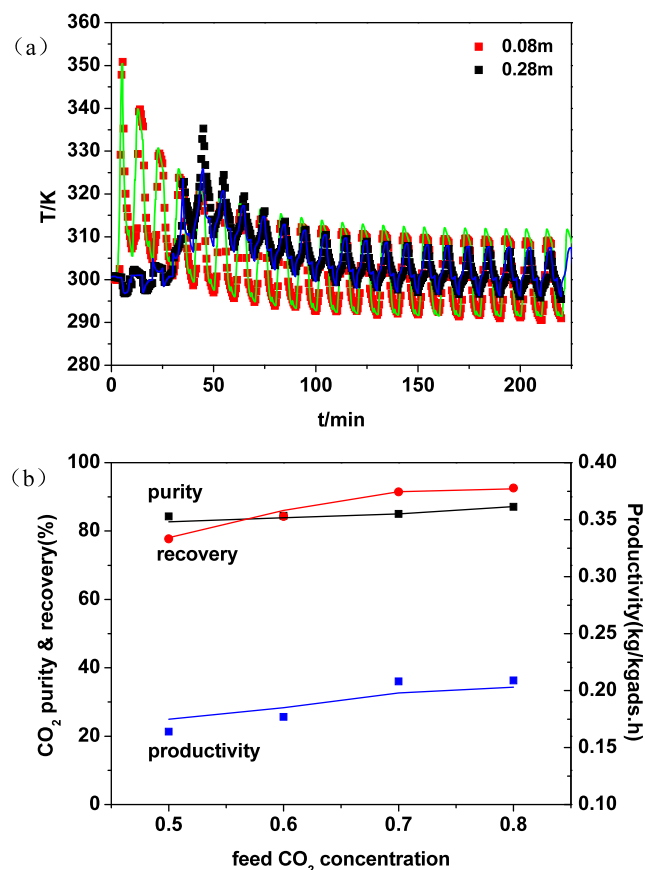 (a)
0.08m
0.28m
360
350
340
330
320
310
300
290
280
T/K
0 50 100 150 200
t/min
(b)
100
80
60
40
20
0
CO2 purity & recovery(%)
purity
recovery
productivity
0.40
0.35
0.30
0.25
0.20
0.15
0.10
Productivity(kg/kgads.h)
0.5 0.6 0.7 0.8
feed CO2 concentration